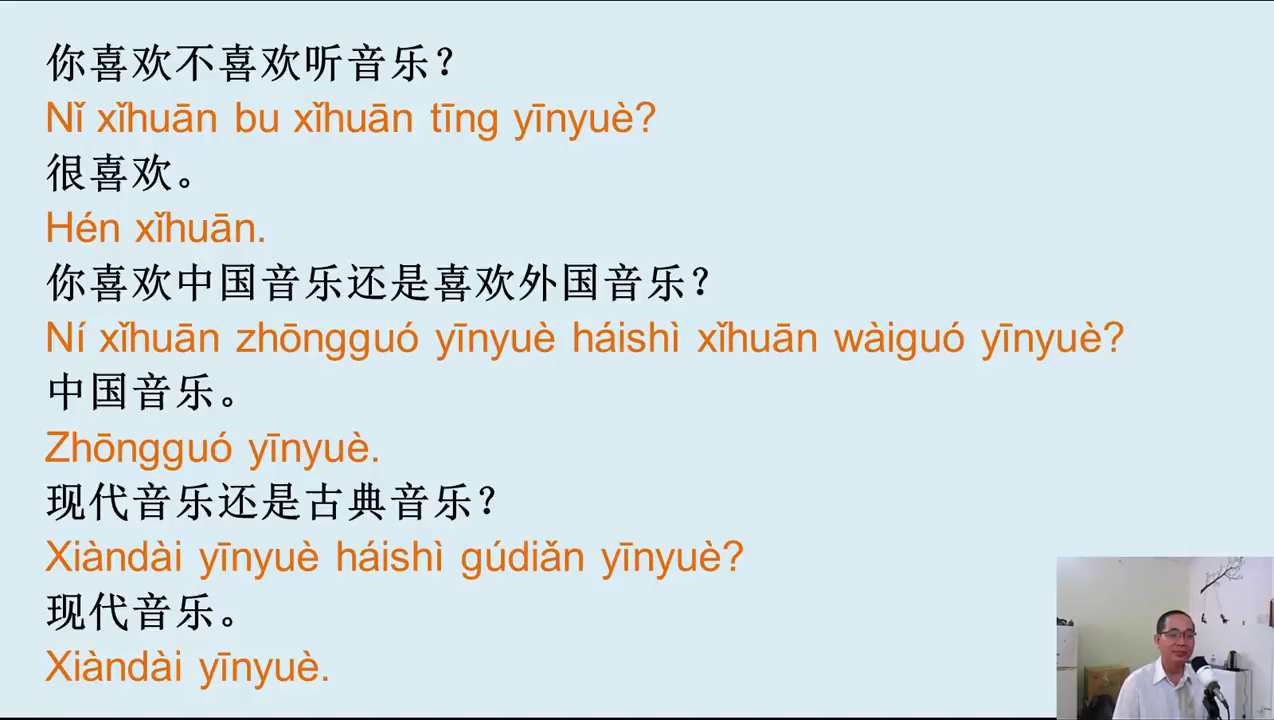 你喜欢不喜欢听音乐？
Nǐ xǐhuān bu xǐhuān tīng yīnyuè?
很喜欢。
Hén xǐhuān.
你喜欢中国音乐还是喜欢外国音乐？
Ní xǐhuān zhōngguó yīnyuè háishì xǐhuān wàiguó yīnyuè?
中国音乐。
Zhōngguó yīnyuè.
现代音乐还是古典音乐？
Xiàndài yīnyuè háishì gúdiǎn yīnyuè?
现代音乐。
Xiàndài yīnyuè.